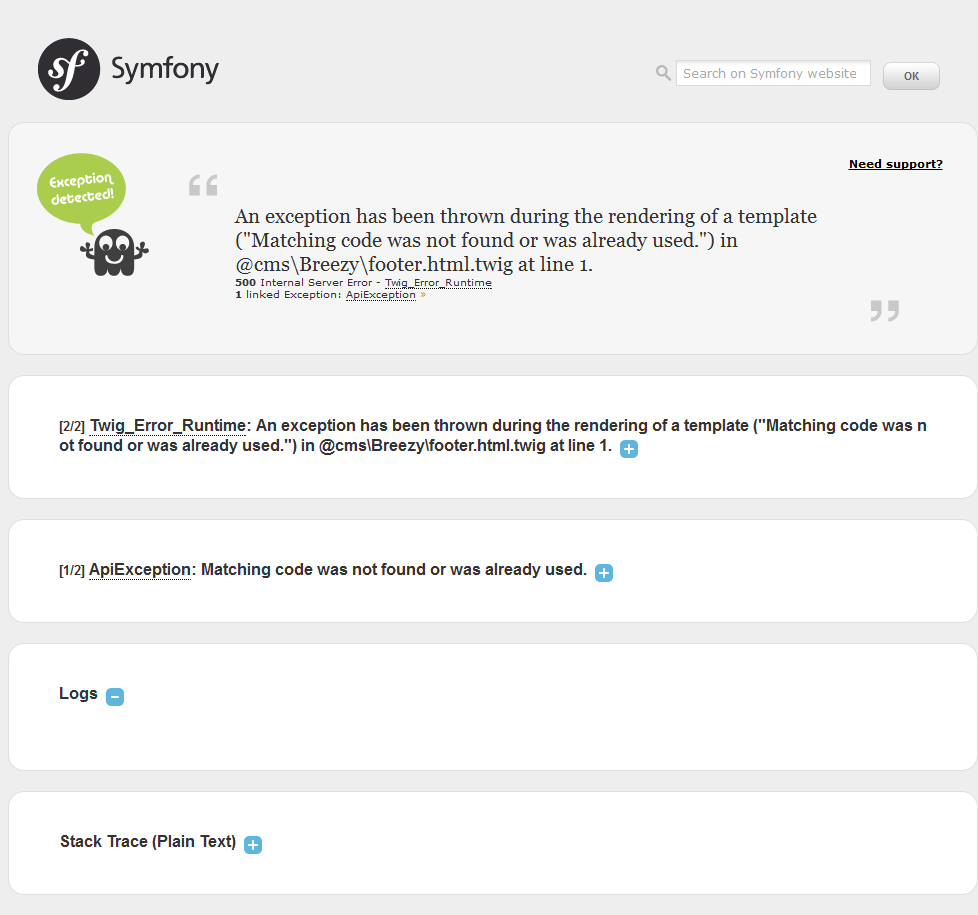 sf Symfony
Search on Symfony website
OK
Need support?
Exception
detected!
“
An exception has been thrown during the rendering of a template
("Matching code was not found or was already used.") in
@cms\Breezy\footer.html.twig at line 1.
500 Internal Server Error - Twig_Error_Runtime
1 linked Exception: ApiException »
”
[2/2] Twig_Error_Runtime: An exception has been thrown during the rendering of a template ("Matching code was n
ot found or was already used.") in @cms\Breezy\footer.html.twig at line 1.
[1/2] ApiException: Matching code was not found or was already used.
Logs
Stack Trace (Plain Text)